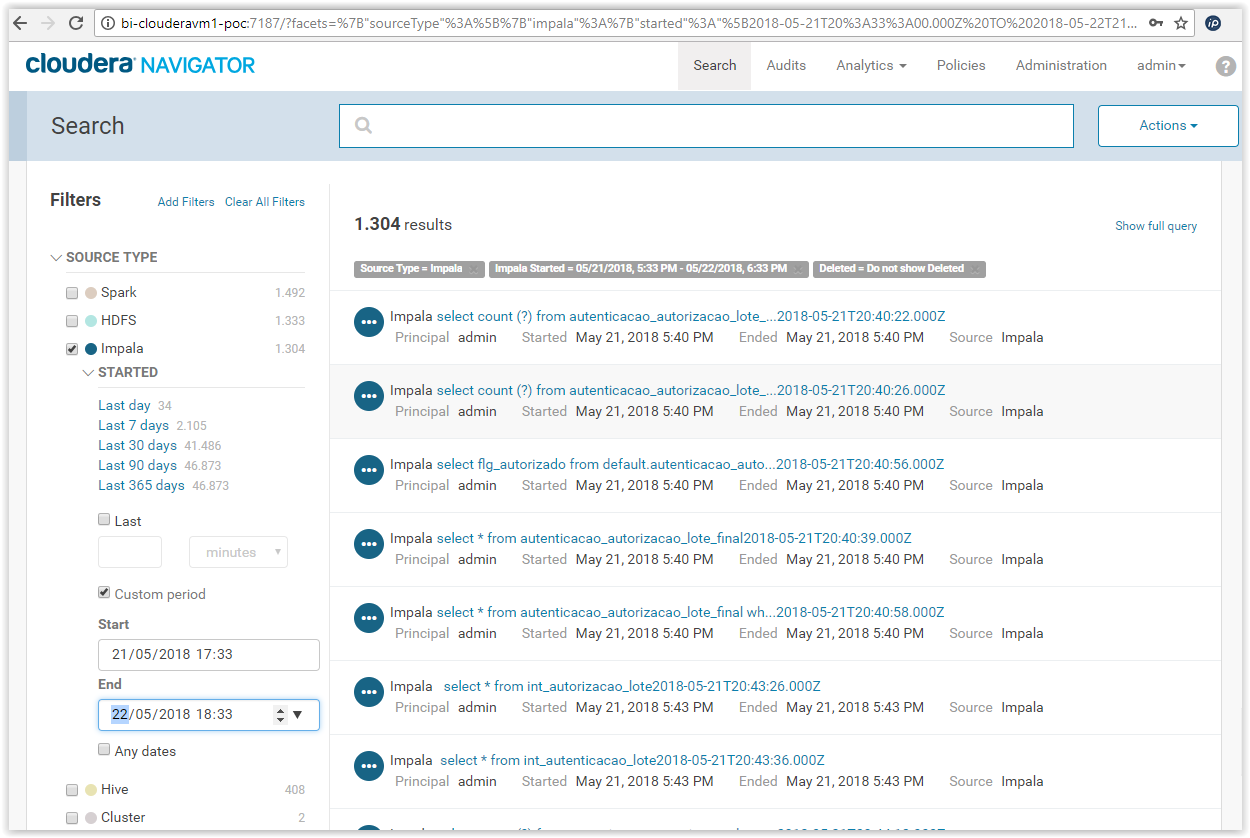 bi-clouderavm1-poc:7187/?facets=%7B"sourceType"%3A%5B%7B"impala"%3A%7B"started"%3A"%5B2018-05-21T20%3A33%3A00.000Z%20TO%202018-05-22T21...
cloudera NAVIGATOR
Search Audits Analytics Policies Administration admin ?
Search
Actions
Filters Add Filters Clear All Filters
SOURCE TYPE
Spark 1.492
HDFS 1.333
Impala 1.304
STARTED
Last day 34
Last 7 days 2.105
Last 30 days 41.486
Last 90 days 46.873
Last 365 days 46.873
Last
minutes
Custom period
Start
21/05/2018 17:33
End
22/05/2018 18:33
Any dates
Hive 408
Cluster 2
1.304 results
Show full query
Source Type = Impala Impala Started = 05/21/2018, 5:33 PM - 05/22/2018, 6:33 PM Deleted = Do not show Deleted
Impala select count (?) from autenticacao_autorizacao_lote_...2018-05-21T20:40:22.000Z
Principal admin Started May 21, 2018 5:40 PM Ended May 21, 2018 5:40 PM Source Impala
Impala select count (?) from autenticacao_autorizacao_lote_...2018-05-21T20:40:26.000Z
Principal admin Started May 21, 2018 5:40 PM Ended May 21, 2018 5:40 PM Source Impala
Impala select flg_autorizado from default.autenticacao_auto...2018-05-21T20:40:56.000Z
Principal admin Started May 21, 2018 5:40 PM Ended May 21, 2018 5:40 PM Source Impala
Impala select * from autenticacao_autorizacao_lote_final2018-05-21T20:40:39.000Z
Principal admin Started May 21, 2018 5:40 PM Ended May 21, 2018 5:40 PM Source Impala
Impala select * from autenticacao_autorizacao_lote_final wh...2018-05-21T20:40:58.000Z
Principal admin Started May 21, 2018 5:40 PM Ended May 21, 2018 5:40 PM Source Impala
Impala select * from int_autorizacao_lote2018-05-21T20:43:26.000Z
Principal admin Started May 21, 2018 5:43 PM Ended May 21, 2018 5:43 PM Source Impala
Impala select * from int_autenticacao_lote2018-05-21T20:43:36.000Z
Principal admin Started May 21, 2018 5:43 PM Ended May 21, 2018 5:43 PM Source Impala